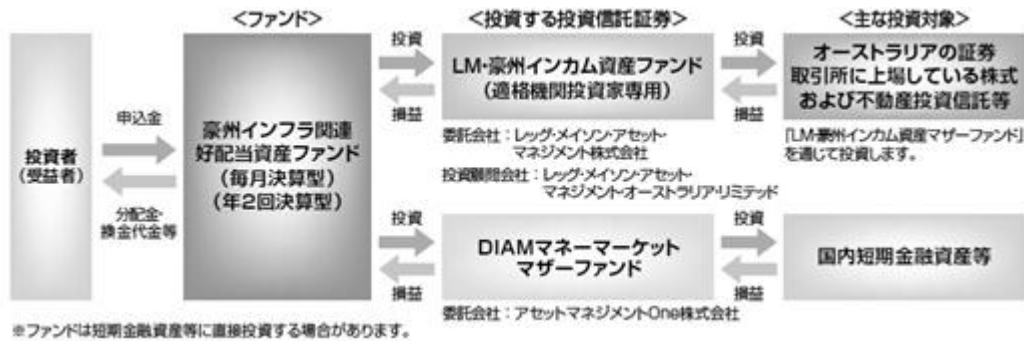 <ファンド>
<投資する投資信託証券>
<主な投資対象>
投資者
(受益者)
申込金
分配金・
換金代金等
豪州インフラ関連
好配当資産ファンド
(毎月決算型)
(年2回決算型)
投資
損益
LM・豪州インカム資産ファンド
(適格機関投資家専用)
委託会社:レッグ・メイソン・アセット・
マネジメント株式会社
投資顧問会社:レッグ・メイソン・アセット・
マネジメント・オーストラリア・リミテッド
投資
損益
オーストラリアの証券
取引所に上場している株式
および不動産投資信託等
「LM・豪州インカム資産マザーファンド」
を通じて投資します。
投資
損益
DIAMマネーマーケット
マザーファンド
委託会社:アセットマネジメントOne株式会社
投資
損益
国内短期金融資産等
※ファンドは短期金融資産等に直接投資する場合があります。